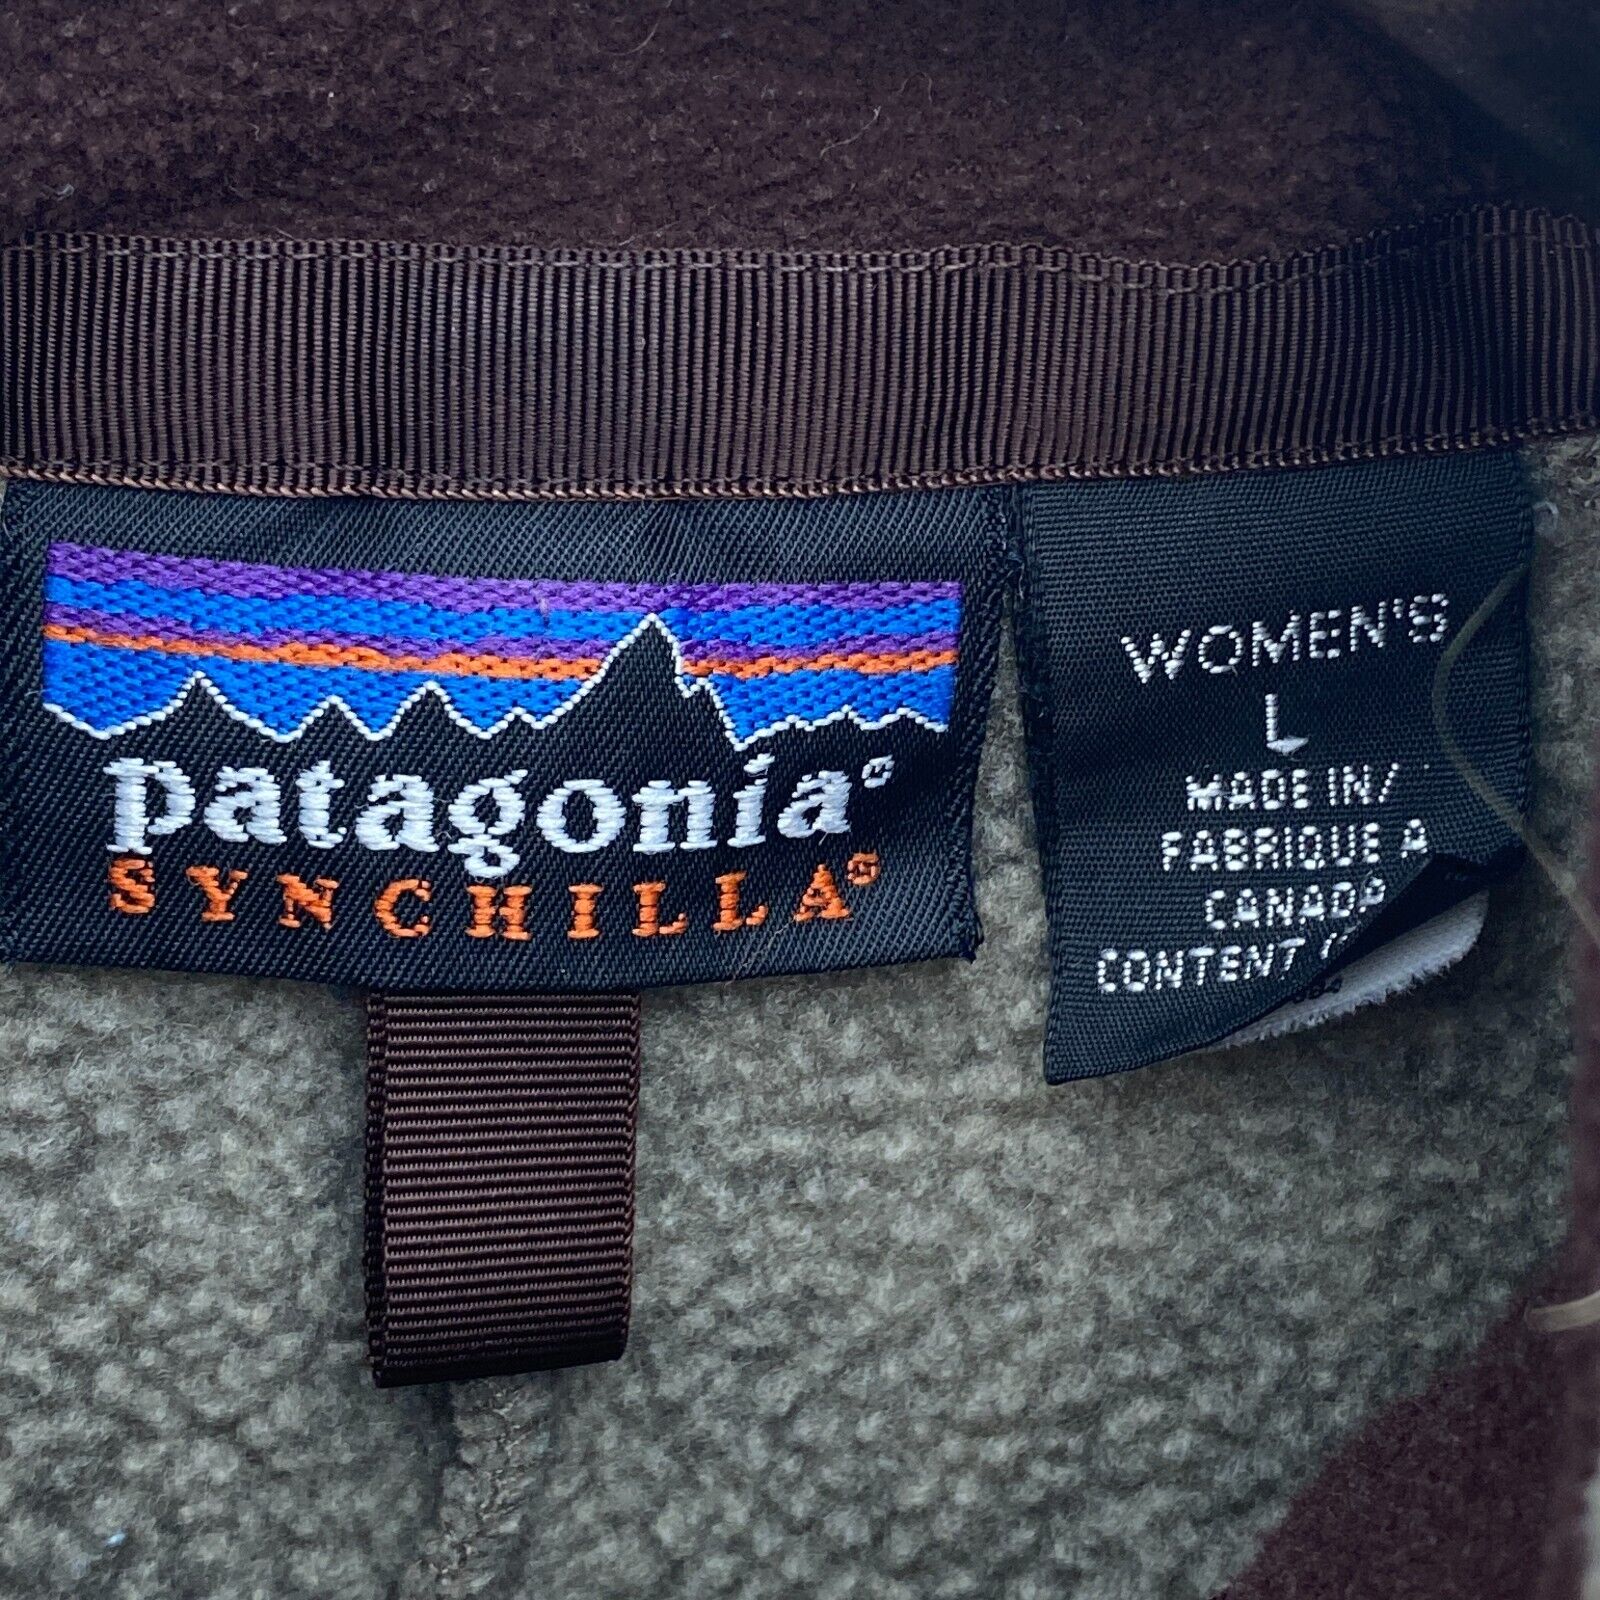 patagonia®
SYNCHILLA®
WOMEN'S
L
MADE IN/
FABRIQUE A
CANADA
CONTENT